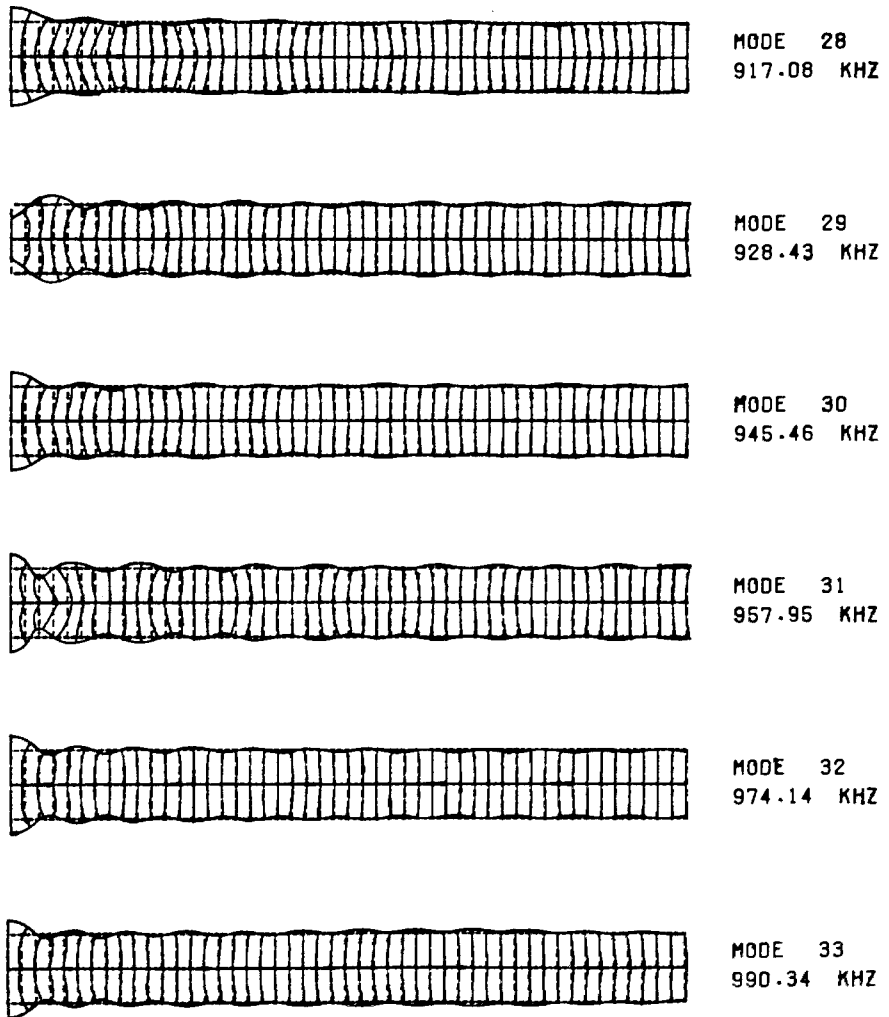 MODE 28
917.08 KHZ
MODE 29
928.43 KHZ
MODE 30
945.46 KHZ
MODE 31
957.95 KHZ
MODE 32
974.14 KHZ
MODE 33
990.34 KHZ